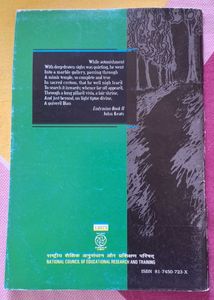 While astonishment
With deep-drawn sighs was quieting, he went
Into a marble gallery, passing through
A mimic temple, so complete and true
In sacred custom, that he well nigh fear'd
To search it inwards; whence far off appear'd,
Through a long pillar'd vista, a fair shrine,
And just beyond, on light tiptoe divine,
A quiver'd Dian
Endymion Book II
John Keats
राष्ट्रीय शैक्षिक अनुसंधान और प्रशिक्षण परिषद्
NATIONAL COUNCIL OF EDUCATIONAL RESEARCH AND TRAINING
ISBN 81-7450-723-X